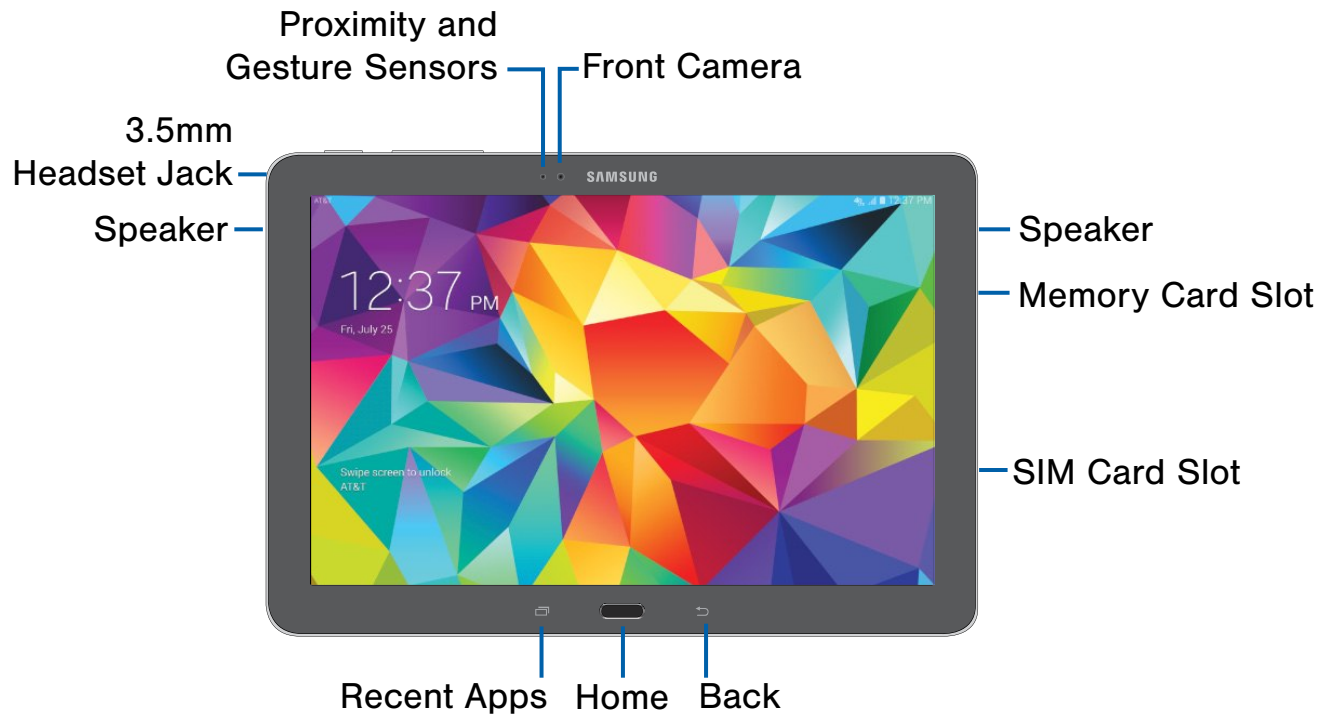 Proximity and
Gesture Sensors
Front Camera
3.5mm
Headset Jack
Speaker
SAMSUNG
AT&T
12:37 PM
12:37 PM
Fri, July 25
Swipe screen to unlock
AT&T
Speaker
Memory Card Slot
SIM Card Slot
Recent Apps
Home
Back